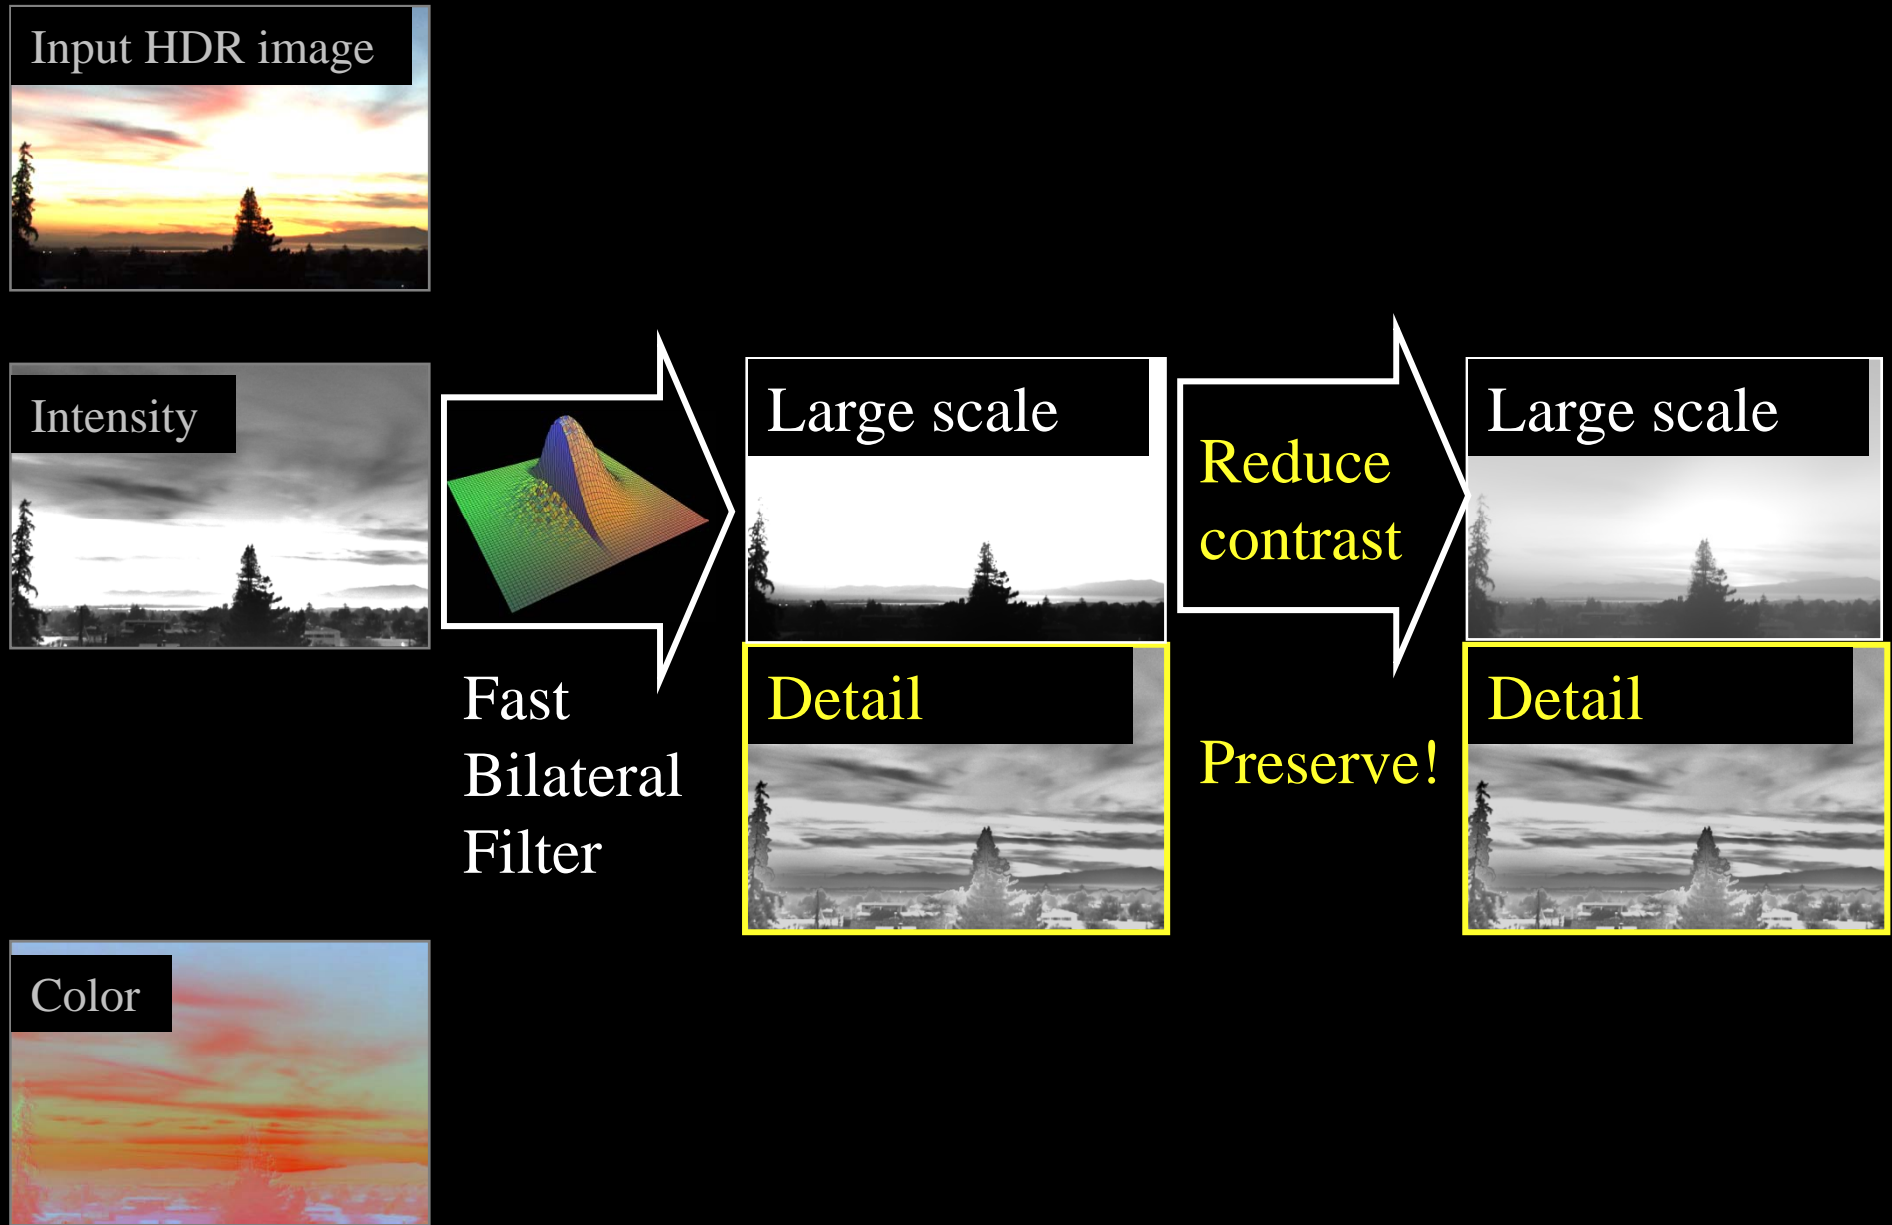 Input HDR image
Intensity
Large scale
Reduce
contrast
Large scale
Fast
Bilateral
Filter
Detail
Preserve!
Detail
Color